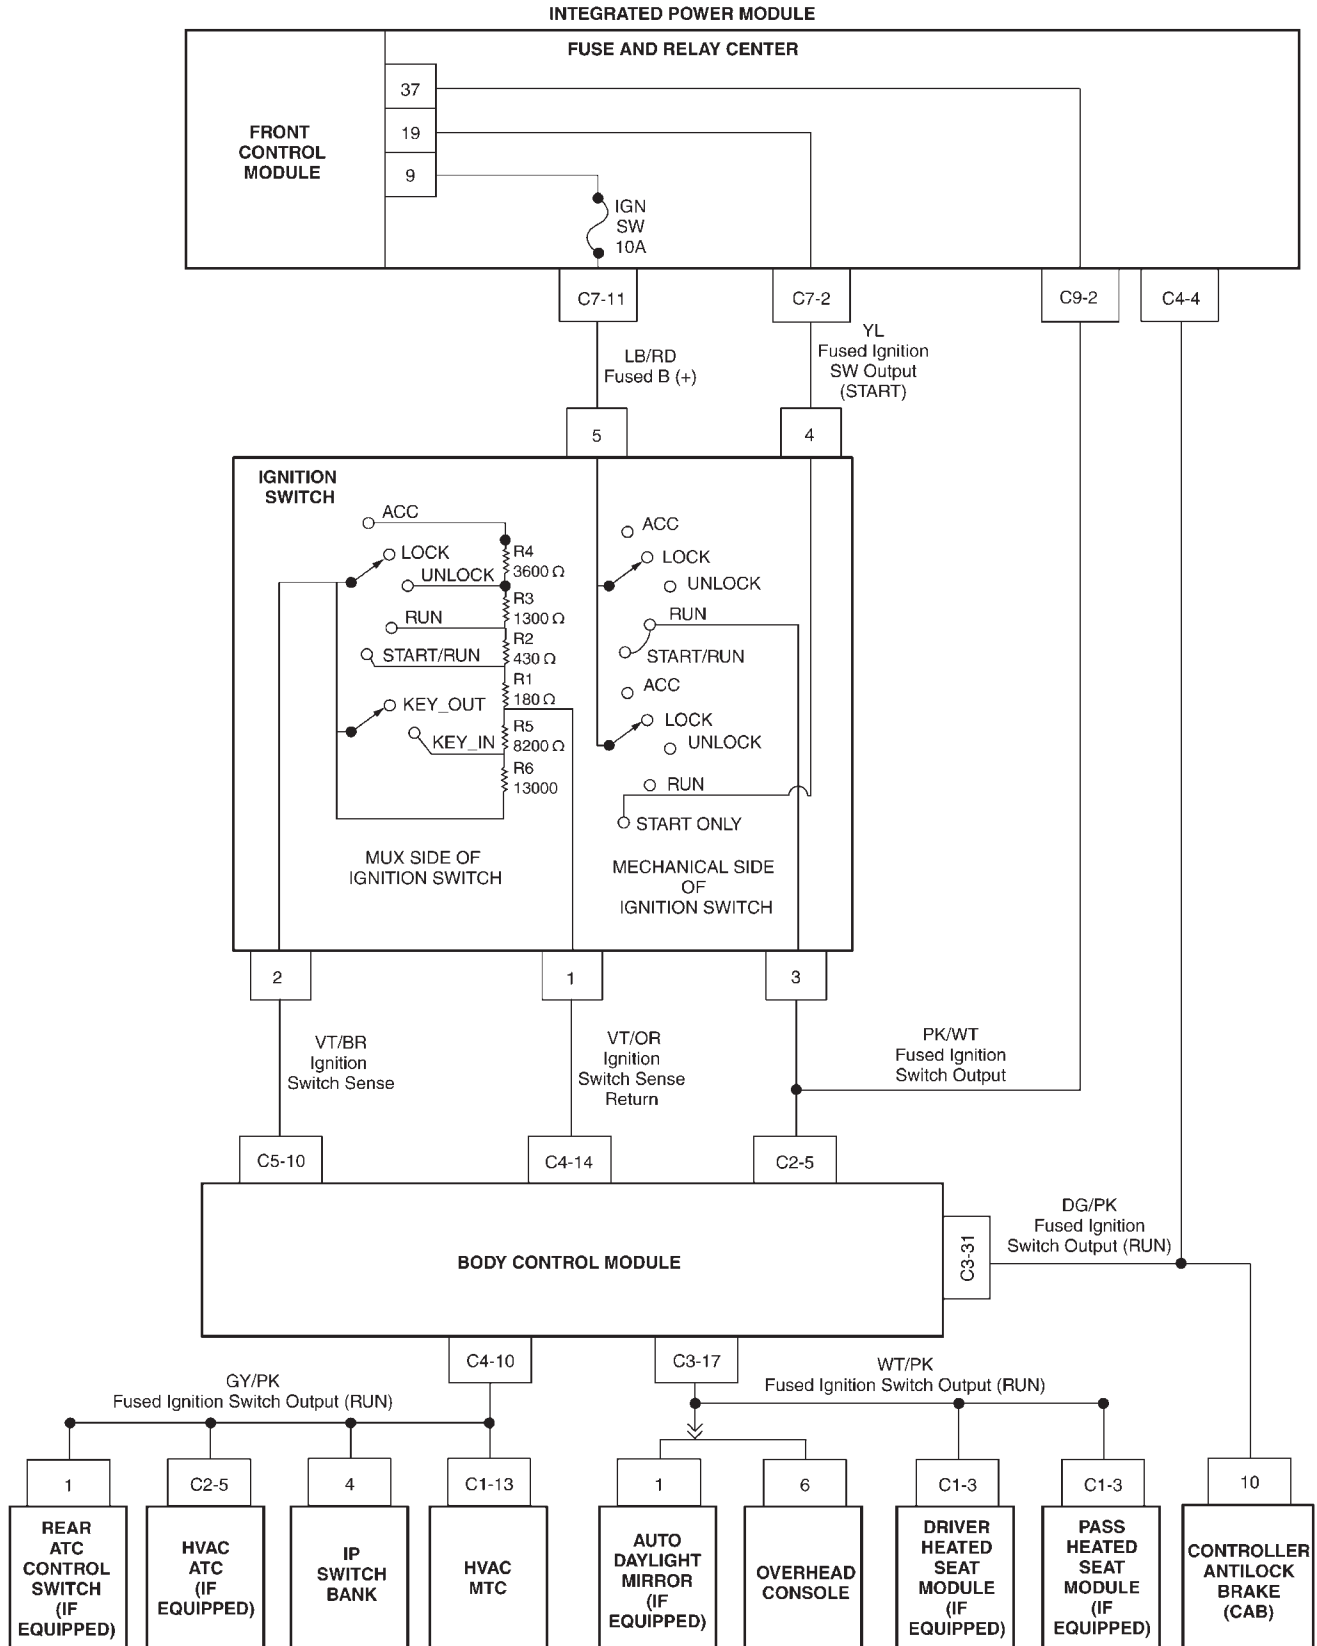 INTEGRATED POWER MODULE
FUSE AND RELAY CENTER
FRONT
CONTROL
MODULE
37
19
9
IGN
SW
10A
C7-11
C7-2
C9-2
C4-4
LB/RD
Fused B (+)
YL
Fused Ignition
SW Output
(START)
5
4
IGNITION
SWITCH
ACC
LOCK
UNLOCK
RUN
START/RUN
KEY_OUT
KEY_IN
R4
3600 Ω
R3
1300 Ω
R2
430 Ω
R1
180 Ω
R5
8200 Ω
R6
13000
ACC
LOCK
UNLOCK
RUN
START/RUN
ACC
LOCK
UNLOCK
RUN
START ONLY
MUX SIDE OF
IGNITION SWITCH
MECHANICAL SIDE
OF
IGNITION SWITCH
2
1
3
VT/BR
Ignition
Switch Sense
VT/OR
Ignition
Switch Sense
Return
PK/WT
Fused Ignition
Switch Output
C5-10
C4-14
C2-5
BODY CONTROL MODULE
C3-31
DG/PK
Fused Ignition
Switch Output (RUN)
C4-10
C3-17
GY/PK
Fused Ignition Switch Output (RUN)
WT/PK
Fused Ignition Switch Output (RUN)
1
C2-5
4
C1-13
1
6
C1-3
C1-3
10
REAR
ATC
CONTROL
SWITCH
(IF
EQUIPPED)
HVAC
ATC
(IF
EQUIPPED)
IP
SWITCH
BANK
HVAC
MTC
AUTO
DAYLIGHT
MIRROR
(IF
EQUIPPED)
OVERHEAD
CONSOLE
DRIVER
HEATED
SEAT
MODULE
(IF
EQUIPPED)
PASS
HEATED
SEAT
MODULE
(IF
EQUIPPED)
CONTROLLER
ANTILOCK
BRAKE
(CAB)